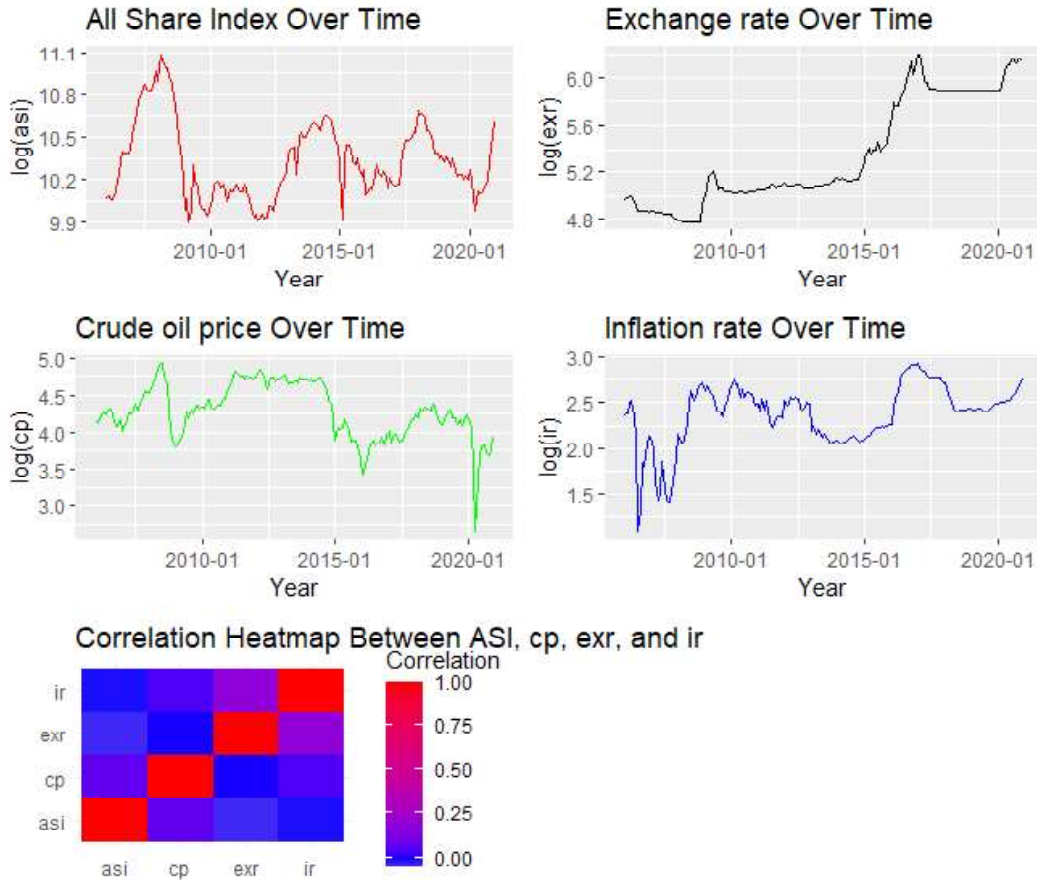 All Share Index Over Time
11.1
10.8
10.5
10.2
9.9
log(asi)
2010-01 2015-01 2020-01
Year
Exchange rate Over Time
6.0
5.6
5.2
4.8
log(exr)
2010-01 2015-01 2020-01
Year
Crude oil price Over Time
5.0
4.5
4.0
3.5
3.0
log(cp)
2010-01 2015-01 2020-01
Year
Inflation rate Over Time
3.0
2.5
2.0
1.5
log(ir)
2010-01 2015-01 2020-01
Year
Correlation Heatmap Between ASI, cp, exr, and ir
ir
exr
cp
asi
asi cp exr ir
Correlation
1.00
0.75
0.50
0.25
0.00